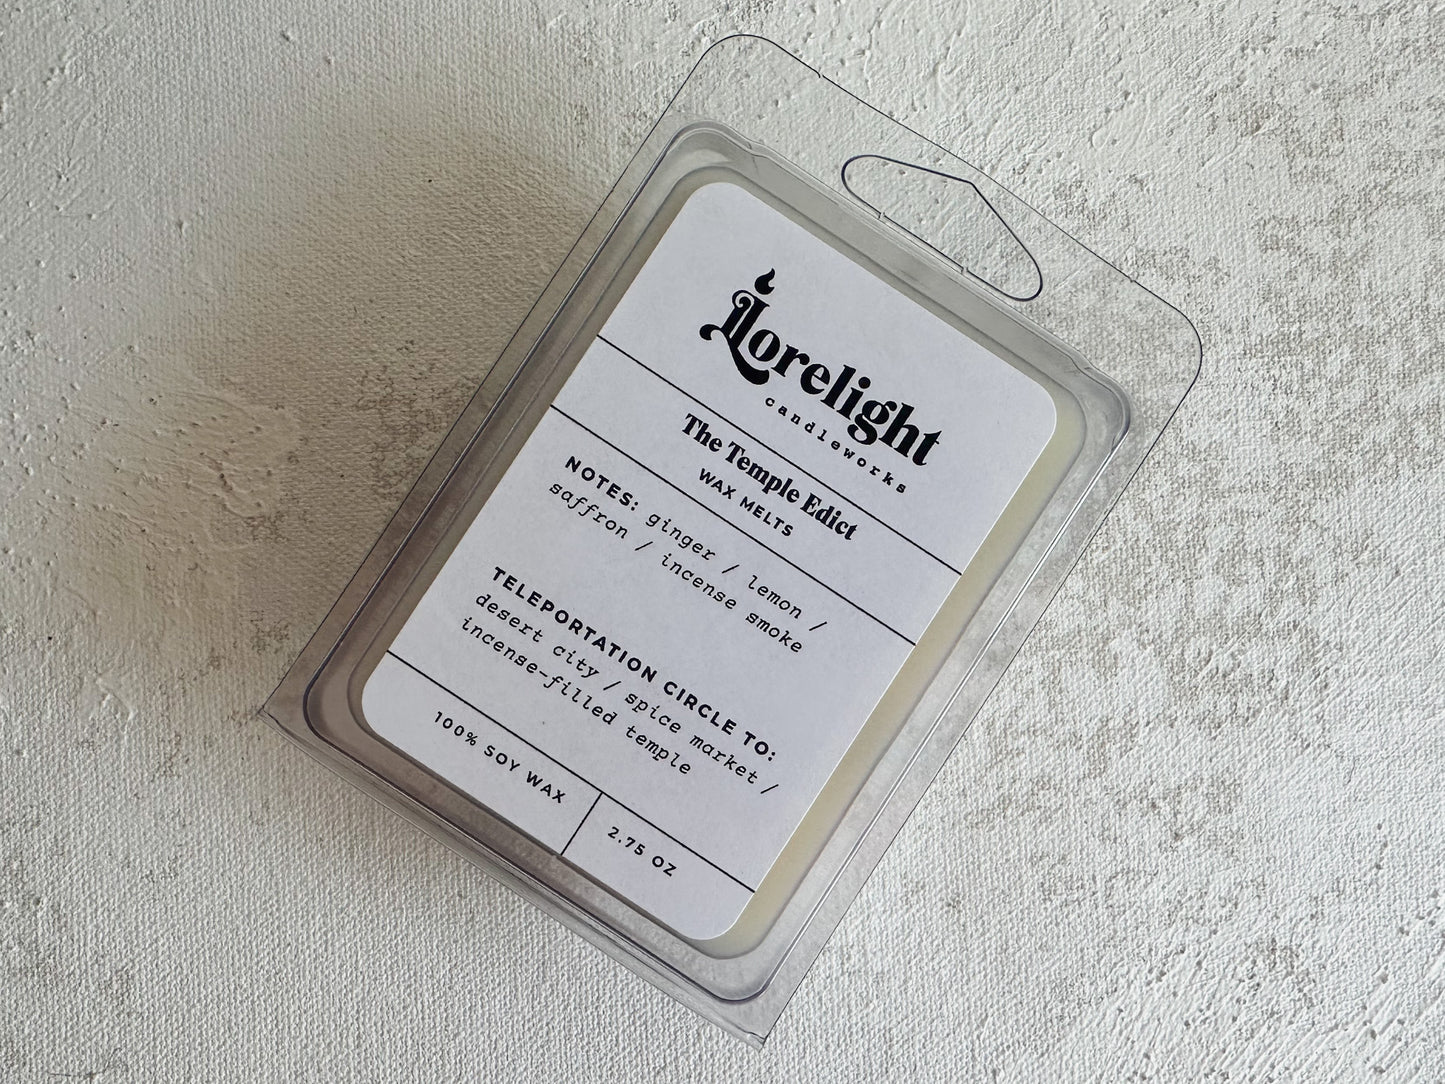 Lorelight
candleworks
The Temple Edict
WAX MELTS
NOTES: ginger / lemon /
saffron / incense smoke
TELEPORTATION CIRCLE TO:
desert city / spice market /
incense-filled temple
100% SOY WAX
2.75 OZ